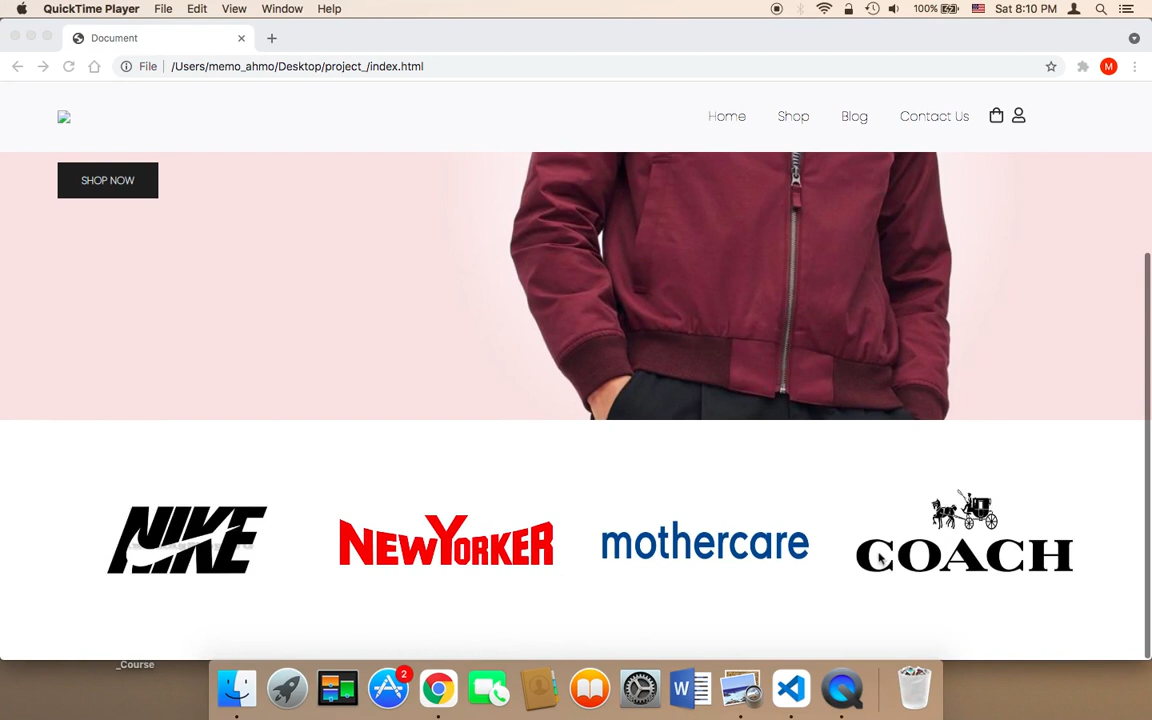 QuickTime Player File Edit View Window Help 100% Sat 8:10 PM
Document
File /Users/memo_ahmo/Desktop/project_/index.html M
Home Shop Blog Contact Us
SHOP NOW
NIKE NEWYORKER mothercare COACH
_Course
2
W